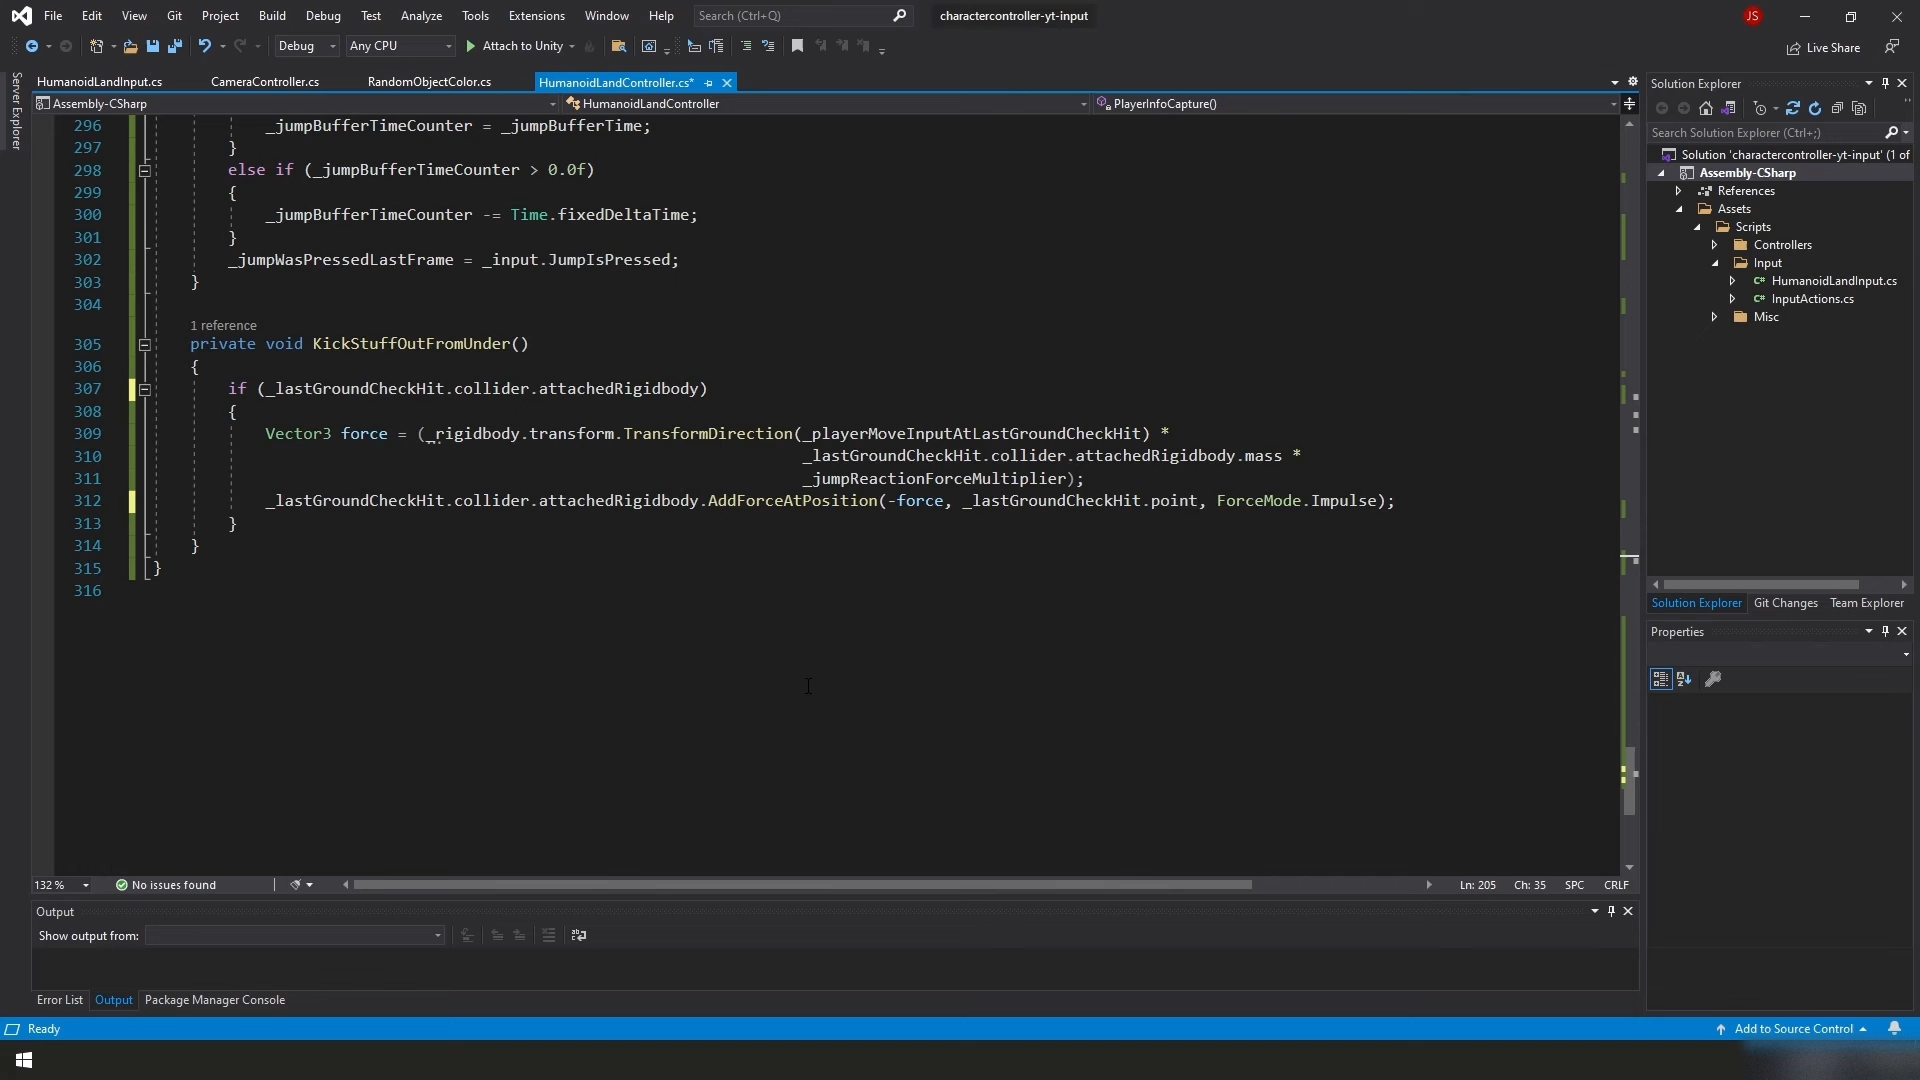 File Edit View Git Project Build Debug Test Analyze Tools Extensions Window Help Search (Ctrl+Q) charactercontroller-yt-input JS
Debug Any CPU Attach to Unity Live Share
Server Explorer
HumanoidLandInput.cs CameraController.cs RandomObjectColor.cs HumanoidLandController.cs*
Assembly-CSharp HumanoidLandController PlayerInfoCapture()
296 _jumpBufferTimeCounter = _jumpBufferTime;
297 }
298 else if (_jumpBufferTimeCounter > 0.0f)
299 {
300 _jumpBufferTimeCounter -= Time.fixedDeltaTime;
301 }
302 _jumpWasPressedLastFrame = _input.JumpIsPressed;
303 }
304
1 reference
305 private void KickStuffOutFromUnder()
306 {
307 if (_lastGroundCheckHit.collider.attachedRigidbody)
308 {
309 Vector3 force = (_rigidbody.transform.TransformDirection(_playerMoveInputAtLastGroundCheckHit) *
310 _lastGroundCheckHit.collider.attachedRigidbody.mass *
311 _jumpReactionForceMultiplier);
312 _lastGroundCheckHit.collider.attachedRigidbody.AddForceAtPosition(-force, _lastGroundCheckHit.point, ForceMode.Impulse);
313 }
314 }
315 }
316
132 % No issues found Ln: 205 Ch: 35 SPC CRLF
Output
Show output from:
Error List Output Package Manager Console
Solution Explorer
Search Solution Explorer (Ctrl+;)
Solution 'charactercontroller-yt-input' (1 of
Assembly-CSharp
References
Assets
Scripts
Controllers
Input
C# HumanoidLandInput.cs
C# InputActions.cs
Misc
Solution Explorer Git Changes Team Explorer
Properties
Ready Add to Source Control